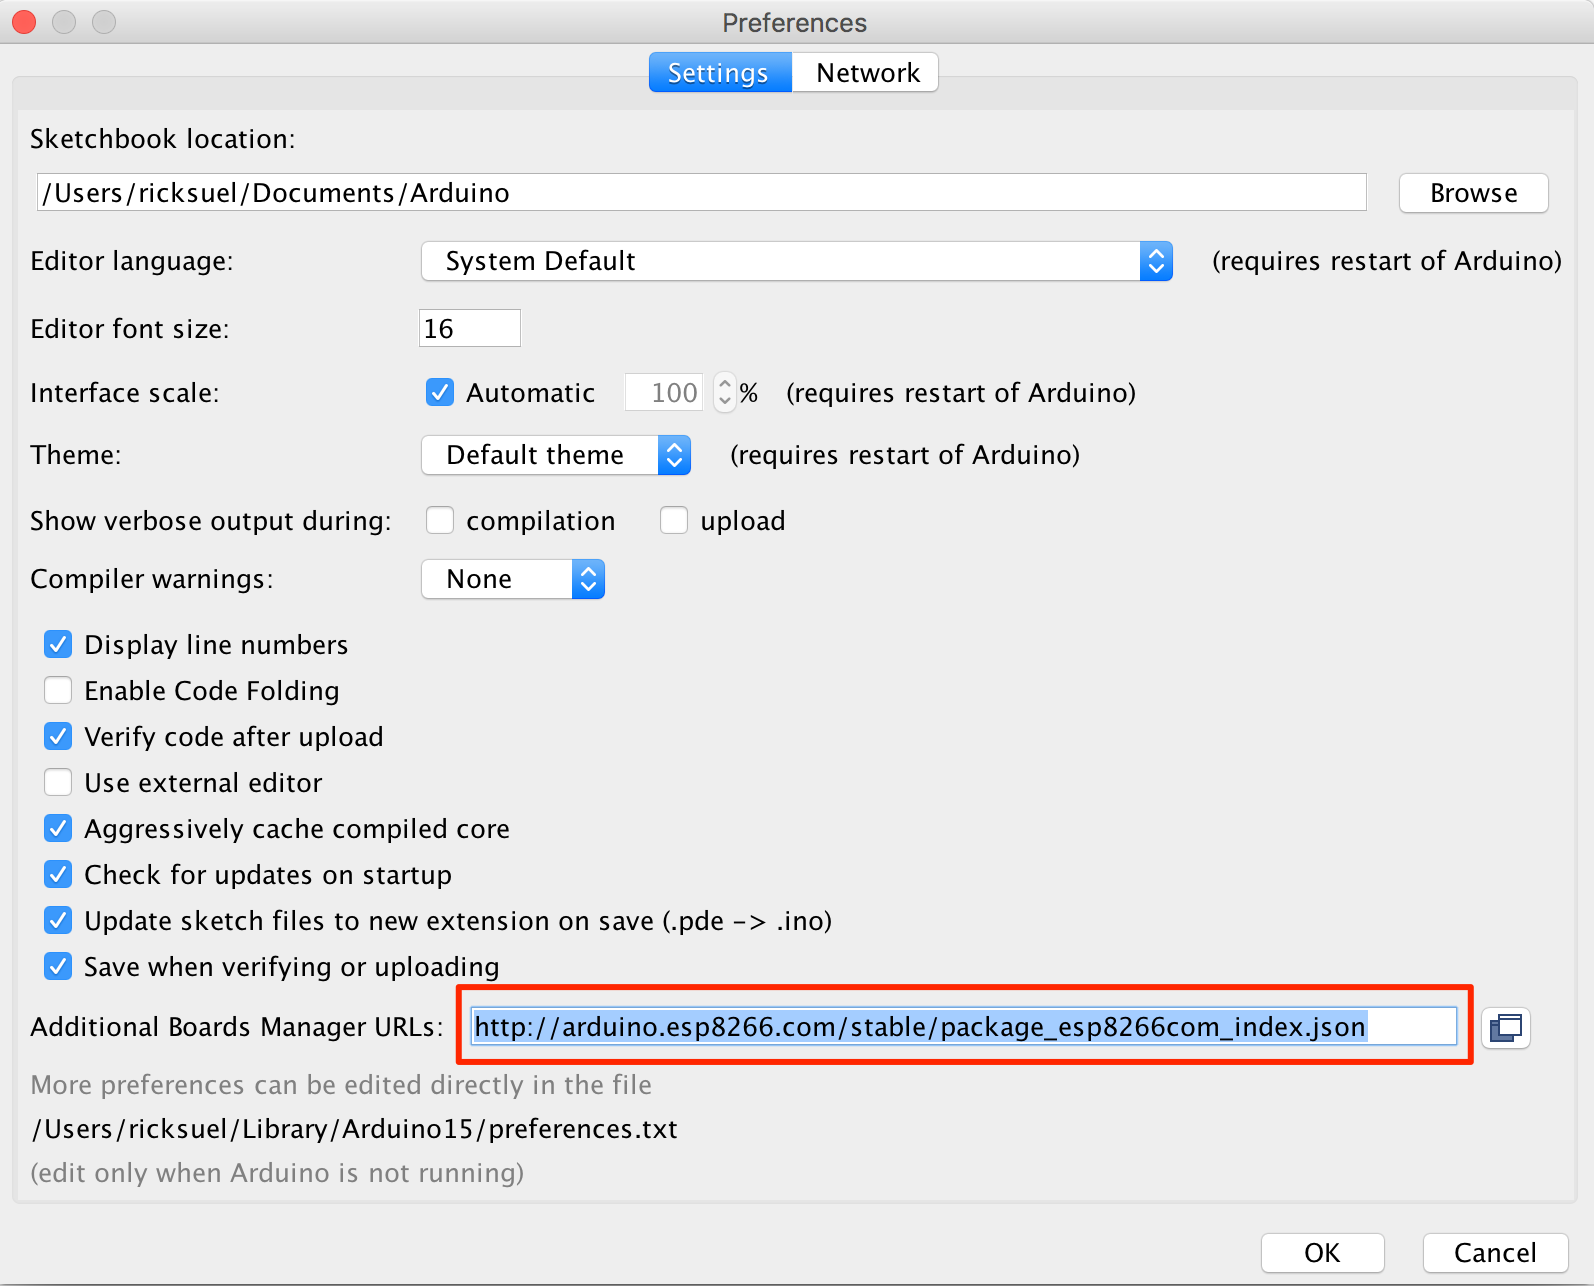 Preferences
Settings Network
Sketchbook location:
/Users/ricksuel/Documents/Arduino Browse
Editor language: System Default (requires restart of Arduino)
Editor font size: 16
Interface scale: Automatic 100 % (requires restart of Arduino)
Theme: Default theme (requires restart of Arduino)
Show verbose output during: compilation upload
Compiler warnings: None
Display line numbers
Enable Code Folding
Verify code after upload
Use external editor
Aggressively cache compiled core
Check for updates on startup
Update sketch files to new extension on save (.pde -> .ino)
Save when verifying or uploading
Additional Boards Manager URLs: http://arduino.esp8266.com/stable/package_esp8266com_index.json
More preferences can be edited directly in the file
/Users/ricksuel/Library/Arduino15/preferences.txt
(edit only when Arduino is not running)
OK Cancel